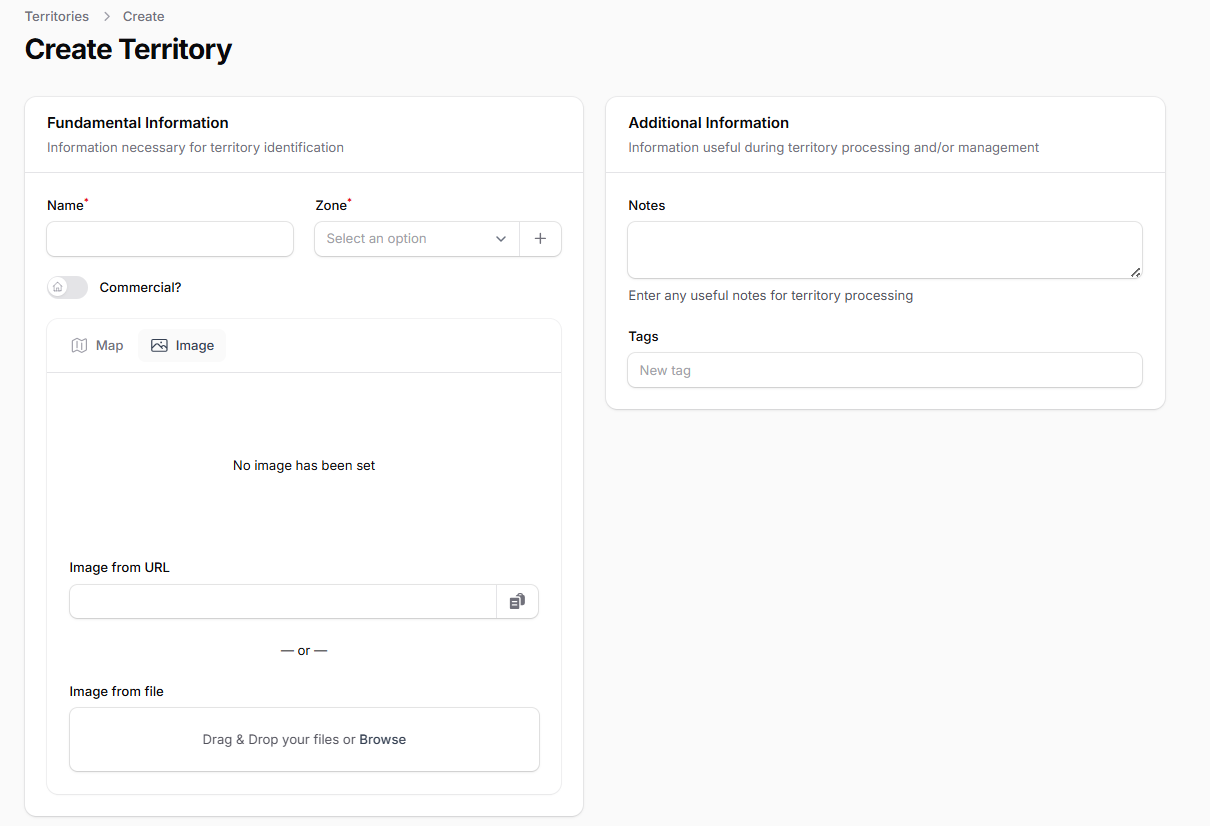 Territories > Create
Create Territory
Fundamental Information
Information necessary for territory identification
Name*
Zone*
Select an option
Commercial?
Map
Image
No image has been set
Image from URL
— or —
Image from file
Drag & Drop your files or Browse
Additional Information
Information useful during territory processing and/or management
Notes
Enter any useful notes for territory processing
Tags
New tag